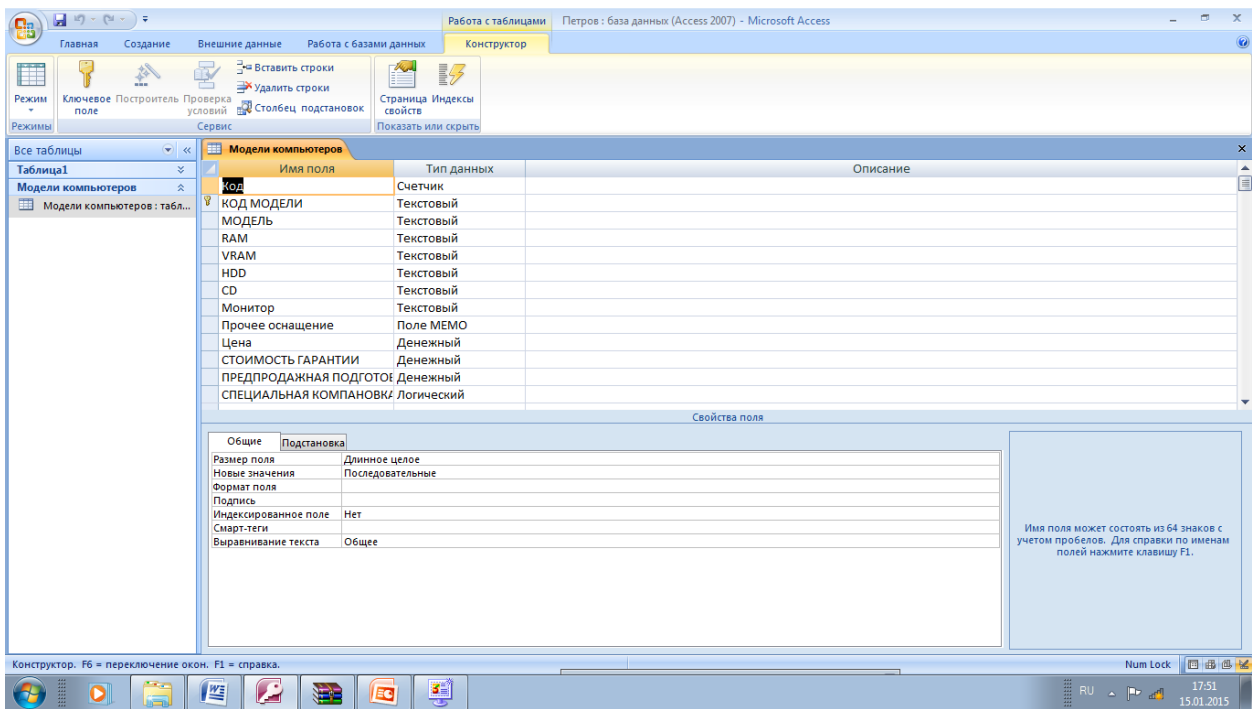 Работа с таблицами Петров : база данных (Access 2007) - Microsoft Access
Главная Создание Внешние данные Работа с базами данных Конструктор
Режим
Ключевое поле
Построитель
Проверка условий
Вставить строки
Удалить строки
Столбец подстановок
Страница свойств
Индексы
Режимы Сервис Показать или скрыть
Все таблицы
Таблица1
Модели компьютеров
Модели компьютеров : табл...
Модели компьютеров
Имя поля Тип данных Описание
Код Счетчик
КОД МОДЕЛИ Текстовый
МОДЕЛЬ Текстовый
RAM Текстовый
VRAM Текстовый
HDD Текстовый
CD Текстовый
Монитор Текстовый
Прочее оснащение Поле МЕМО
Цена Денежный
СТОИМОСТЬ ГАРАНТИИ Денежный
ПРЕДПРОДАЖНАЯ ПОДГОТОВ Денежный
СПЕЦИАЛЬНАЯ КОМПАНОВКА Логический
Свойства поля
Общие Подстановка
Размер поля Длинное целое
Новые значения Последовательные
Формат поля
Подпись
Индексированное поле Нет
Смарт-теги
Выравнивание текста Общее
Имя поля может состоять из 64 знаков с
учетом пробелов. Для справки по именам
полей нажмите клавишу F1.
Конструктор. F6 = переключение окон. F1 = справка. Num Lock
RU 17:51
15.01.2015